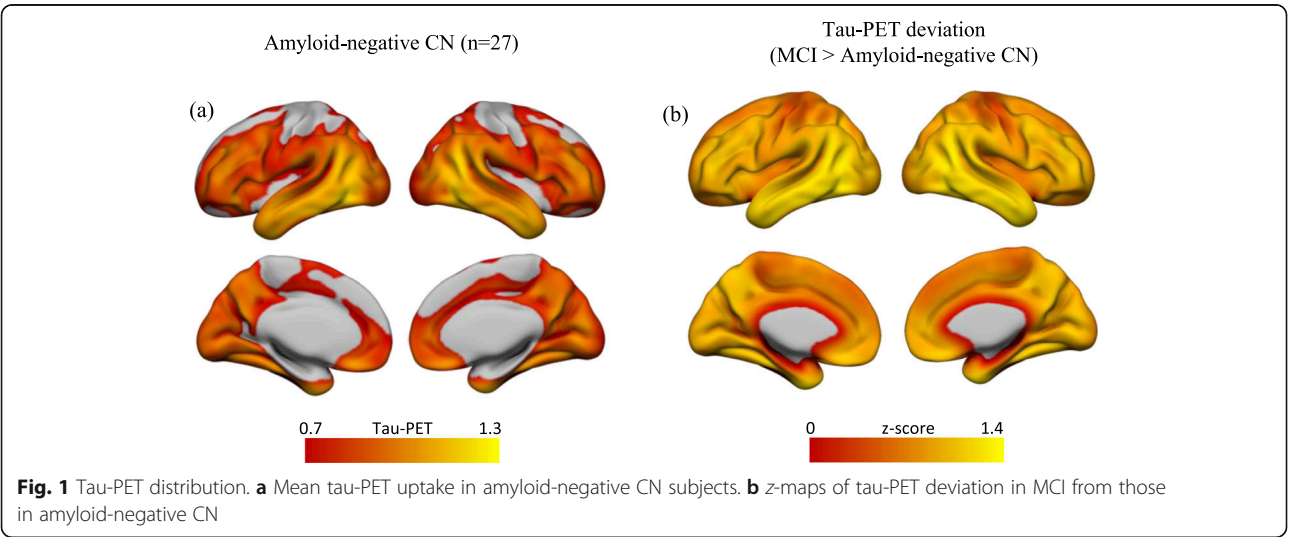 Amyloid-negative CN (n=27)
Tau-PET deviation
(MCI > Amyloid-negative CN)
(a)
(b)
0.7 Tau-PET 1.3
0 z-score 1.4
Fig. 1 Tau-PET distribution. a Mean tau-PET uptake in amyloid-negative CN subjects. b z-maps of tau-PET deviation in MCI from those
in amyloid-negative CN